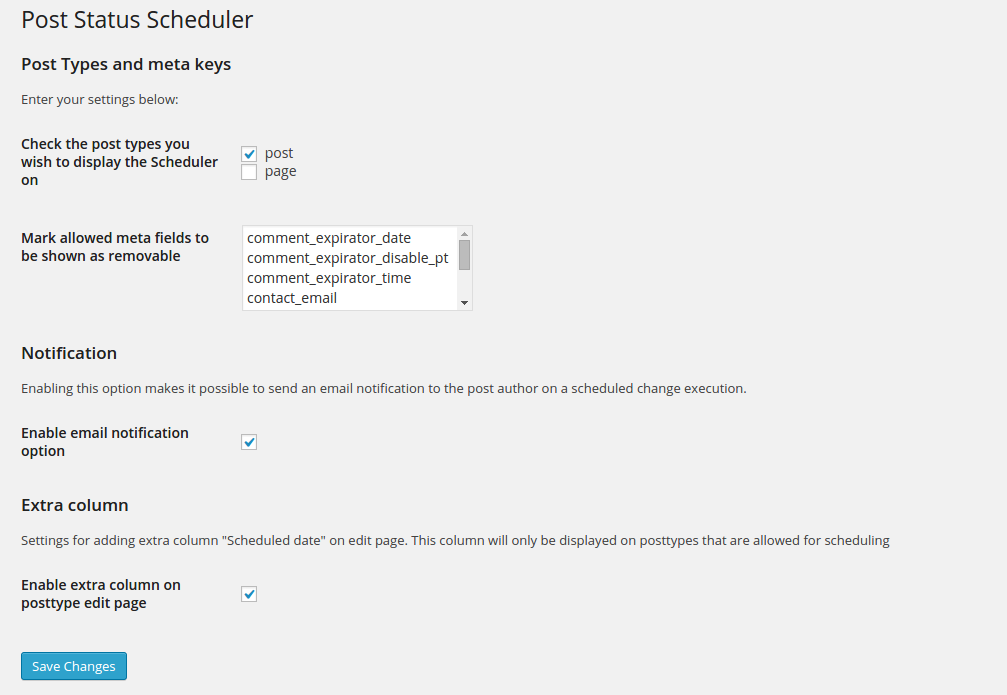 Post Status Scheduler
Post Types and meta keys
Enter your settings below:
Check the post types you
wish to display the Scheduler
on
post
page
Mark allowed meta fields to
be shown as removable
comment_expirator_date
comment_expirator_disable_pt
comment_expirator_time
contact_email
Notification
Enabling this option makes it possible to send an email notification to the post author on a scheduled change execution.
Enable email notification
option
Extra column
Settings for adding extra column "Scheduled date" on edit page. This column will only be displayed on posttypes that are allowed for scheduling
Enable extra column on
posttype edit page
Save Changes